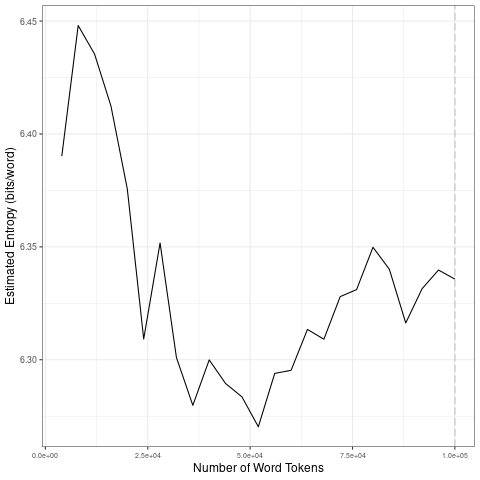 Estimated Entropy (bits/word)
6.45
6.40
6.35
6.30
0.0e+00 2.5e+04 5.0e+04 7.5e+04 1.0e+05
Number of Word Tokens